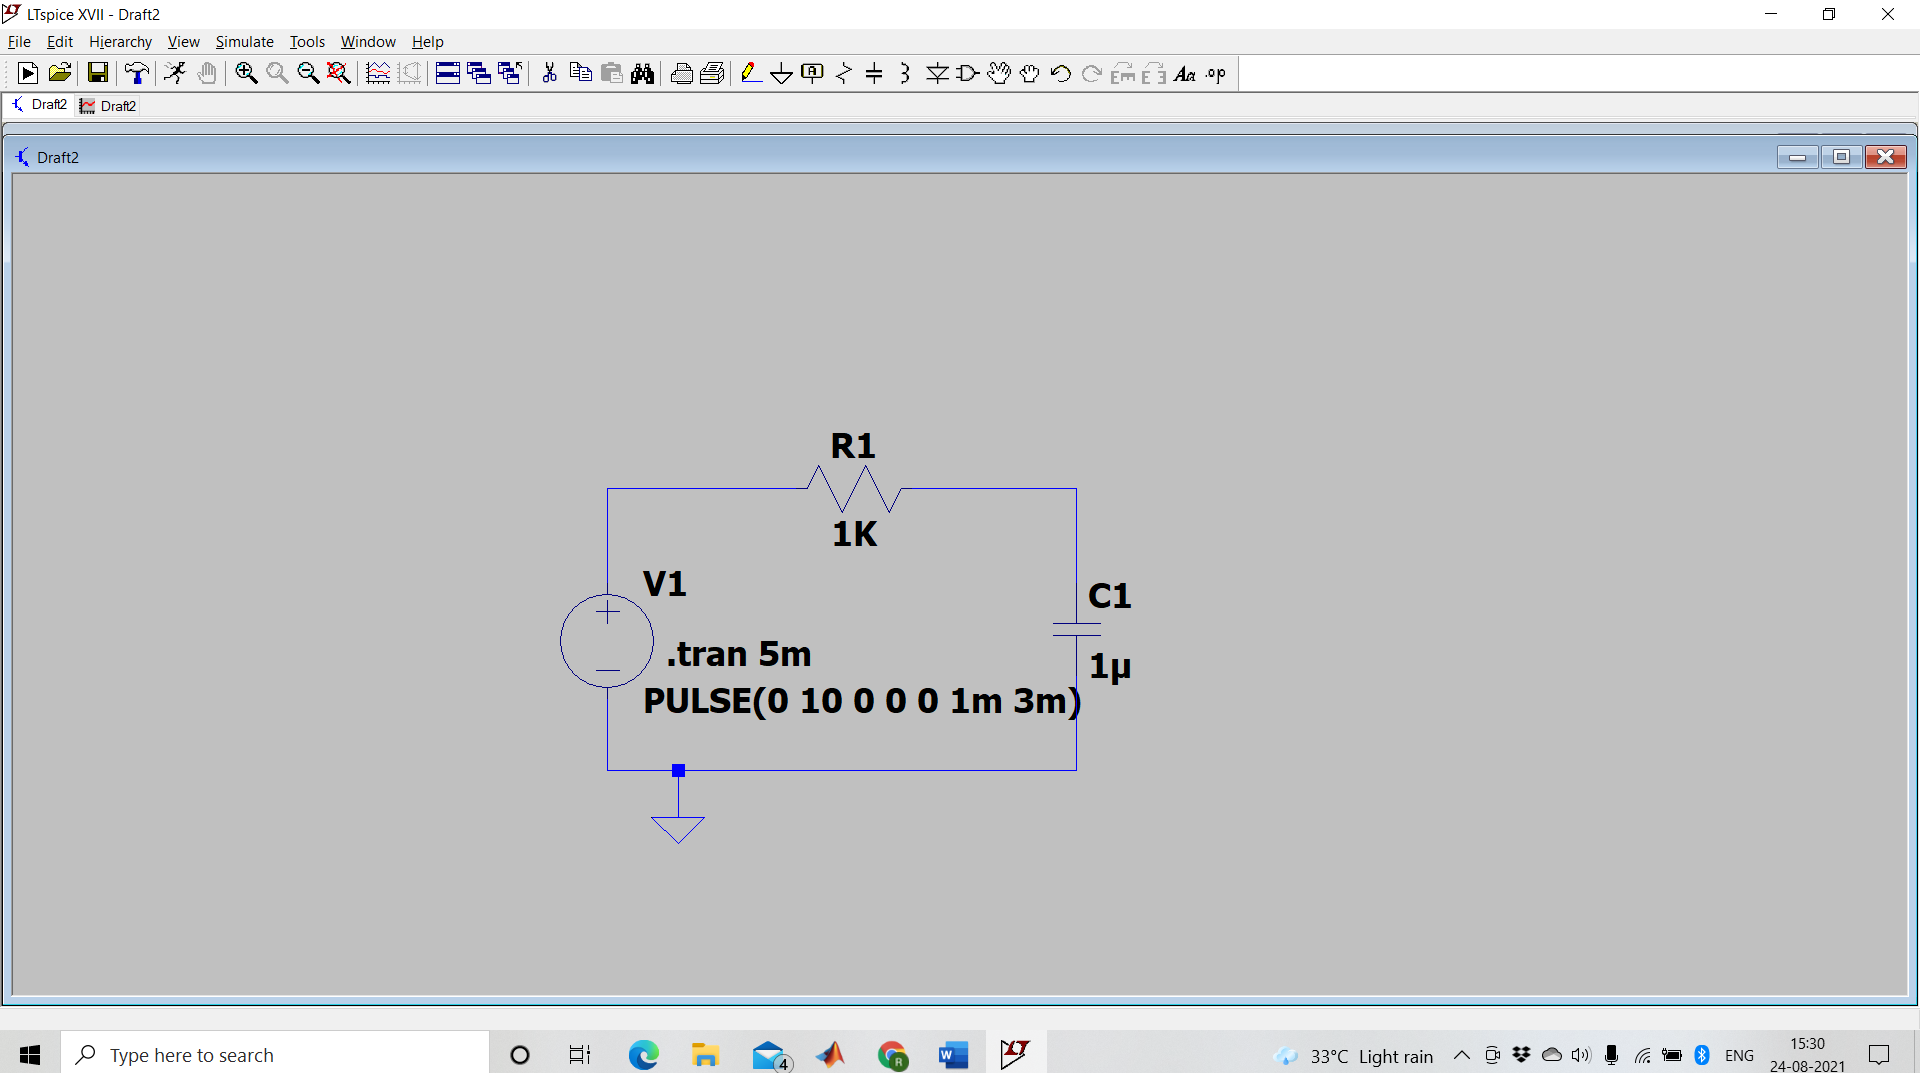 LTspice XVII - Draft2
File Edit Hierarchy View Simulate Tools Window Help
Draft2 Draft2
Draft2
R1
1K
V1
C1
.tran 5m
1µ
PULSE(0 10 0 0 0 1m 3m)
Type here to search
4
R
33°C Light rain
ENG
15:30
24-08-2021